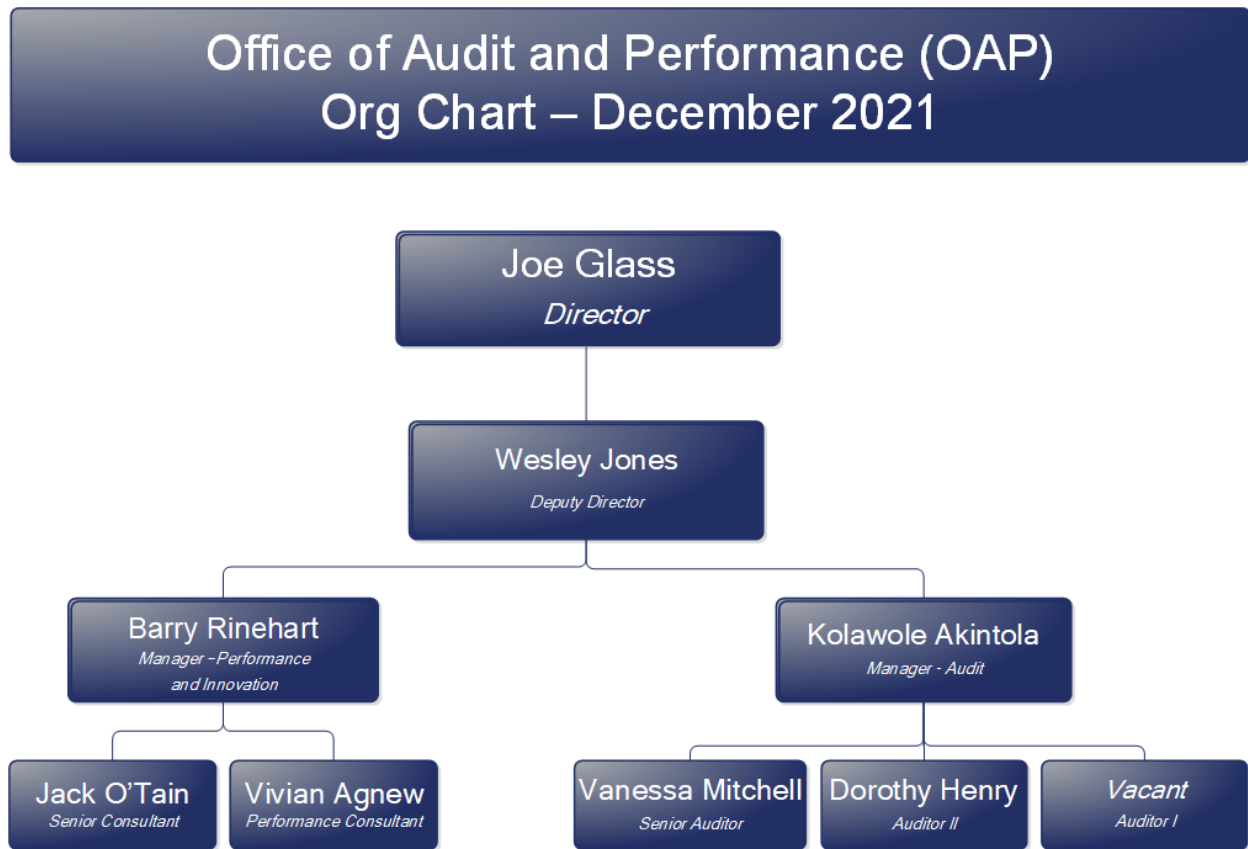 Office of Audit and Performance (OAP)
Org Chart – December 2021
Joe Glass
Director
Wesley Jones
Deputy Director
Barry Rinehart
Manager –Performance
and Innovation
Kolawole Akintola
Manager - Audit
Jack O'Tain
Senior Consultant
Vivian Agnew
Performance Consultant
Vanessa Mitchell
Senior Auditor
Dorothy Henry
Auditor II
Vacant
Auditor I